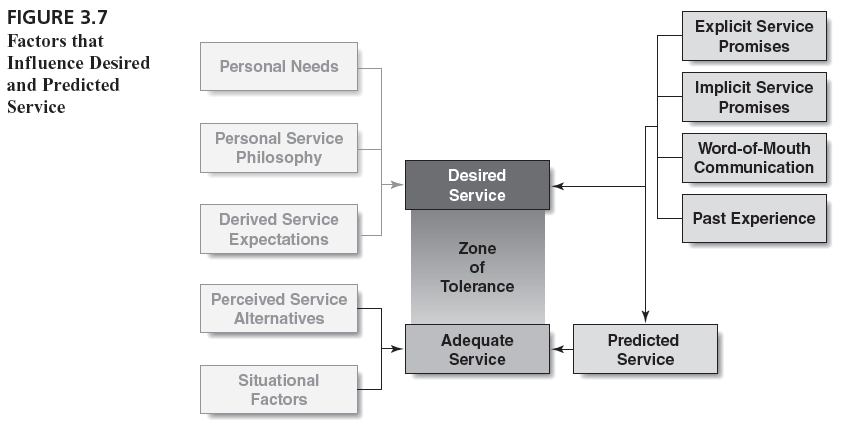 FIGURE 3.7
Factors that
Influence Desired
and Predicted
Service
Personal Needs
Personal Service
Philosophy
Derived Service
Expectations
Perceived Service
Alternatives
Situational
Factors
Desired
Service
Zone
of
Tolerance
Adequate
Service
Explicit Service
Promises
Implicit Service
Promises
Word-of-Mouth
Communication
Past Experience
Predicted
Service